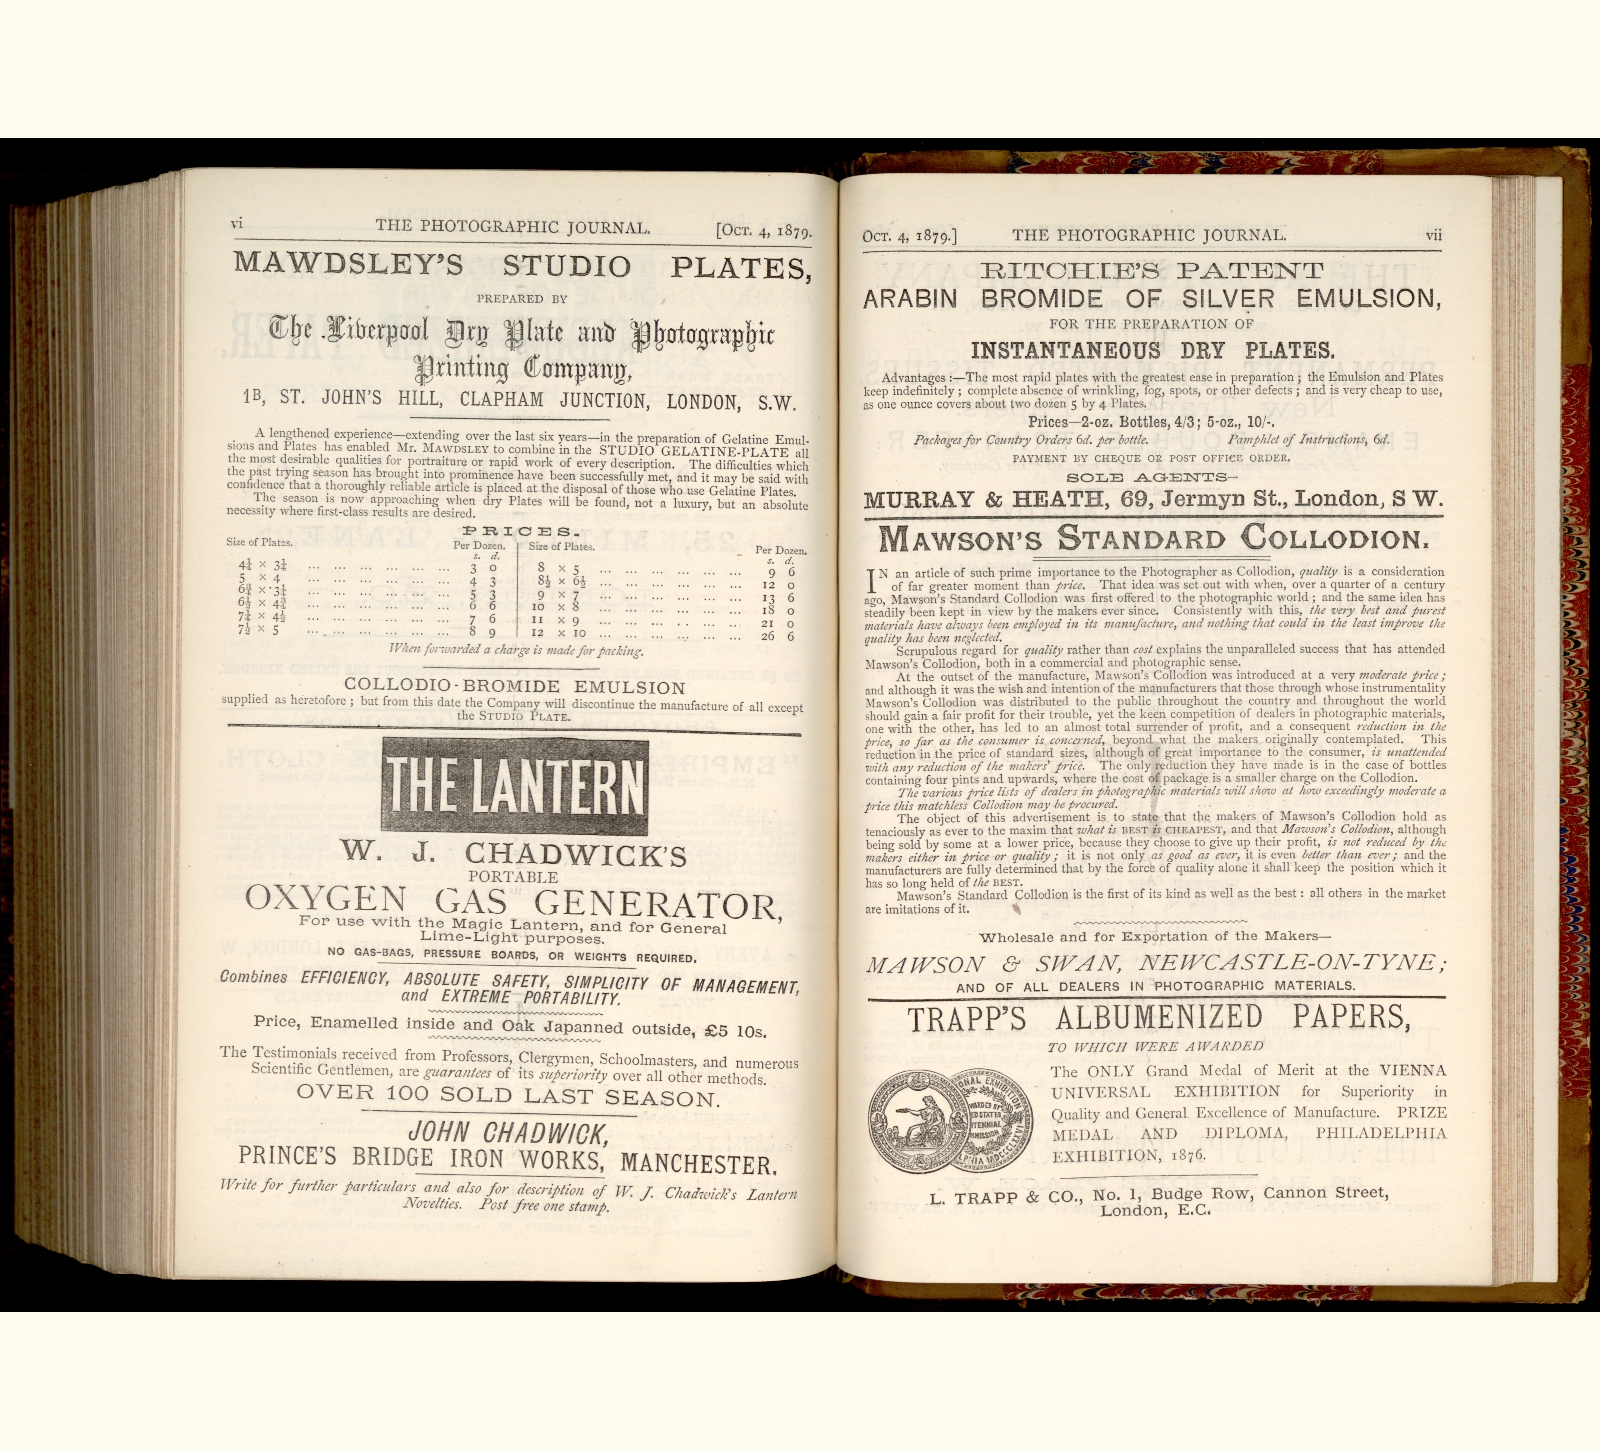 vi THE PHOTOGRAPHIC JOURNAL. [Oct. 4, 1879.
MAWDSLEY'S STUDIO PLATES,
PREPARED BY
The Liverpool Dry Plate and Photographic
Printing Company,
1B, ST. JOHN'S HILL, CLAPHAM JUNCTION, LONDON, S.W.
A lengthened experience—extending over the last six years—in the preparation of Gelatine Emul-
sions and Plates has enabled Mr. MAWDSLEY to combine in the STUDIO GELATINE-PLATE all
the most desirable qualities for portraiture or rapid work of every description. The difficulties which
the past trying season has brought into prominence have been successfully met, and it may be said with
confidence that a thoroughly reliable article is placed at the disposal of those who use Gelatine Plates.
The season is now approaching when dry Plates will be found, not a luxury, but an absolute
necessity where first-class results are desired.
PRICES.
Size of Plates. Per Dozen. Size of Plates. Per Dozen.
s. d. s. d.
4¼ × 3¼ ... ... ... ... ... ... 3 0 8 × 5 ... ... ... ... ... ... 9 6
5 × 4 ... ... ... ... ... ... 4 3 8½ × 6½ ... ... ... ... ... ... 12 0
6¾ × 3¼ ... ... ... ... ... ... 5 3 9 × 7 ... ... ... ... ... ... 13 6
6½ × 4¾ ... ... ... ... ... ... 6 6 10 × 8 ... ... ... ... ... ... 18 0
7¼ × 4½ ... ... ... ... ... ... 7 6 11 × 9 ... ... ... ... ... ... 21 0
7½ × 5 ... ... ... ... ... ... 8 9 12 × 10 ... ... ... ... ... ... 26 6
When forwarded a charge is made for packing.
COLLODIO-BROMIDE EMULSION
supplied as heretofore; but from this date the Company will discontinue the manufacture of all except
the STUDIO PLATE.
THE LANTERN
W. J. CHADWICK'S
PORTABLE
OXYGEN GAS GENERATOR,
For use with the Magic Lantern, and for General
Lime-Light purposes.
NO GAS-BAGS, PRESSURE BOARDS, OR WEIGHTS REQUIRED.
Combines EFFICIENCY, ABSOLUTE SAFETY, SIMPLICITY OF MANAGEMENT,
and EXTREME PORTABILITY.
Price, Enamelled inside and Oak Japanned outside, £5 10s.
The Testimonials received from Professors, Clergymen, Schoolmasters, and numerous
Scientific Gentlemen, are guarantees of its superiority over all other methods.
OVER 100 SOLD LAST SEASON.
JOHN CHADWICK,
PRINCE'S BRIDGE IRON WORKS, MANCHESTER.
Write for further particulars and also for description of W. J. Chadwick's Lantern
Novelties. Post free one stamp.
Oct. 4, 1879.] THE PHOTOGRAPHIC JOURNAL. vii
RITCHIE'S PATENT
ARABIN BROMIDE OF SILVER EMULSION,
FOR THE PREPARATION OF
INSTANTANEOUS DRY PLATES.
Advantages:—The most rapid plates with the greatest ease in preparation; the Emulsion and Plates
keep indefinitely; complete absence of wrinkling, fog, spots, or other defects; and is very cheap to use,
as one ounce covers about two dozen 5 by 4 Plates.
Prices—2-oz. Bottles, 4/3; 5-oz., 10/-.
Packages for Country Orders 6d. per bottle. Pamphlet of Instructions, 6d.
PAYMENT BY CHEQUE OR POST OFFICE ORDER.
SOLE AGENTS—
MURRAY & HEATH, 69, Jermyn St., London, S W.
MAWSON'S STANDARD COLLODION.
IN an article of such prime importance to the Photographer as Collodion, quality is a consideration
of far greater moment than price. That idea was set out with when, over a quarter of a century
ago, Mawson's Standard Collodion was first offered to the photographic world; and the same idea has
steadily been kept in view by the makers ever since. Consistently with this, the very best and purest
materials have always been employed in its manufacture, and nothing that could in the least improve the
quality has been neglected.
Scrupulous regard for quality rather than cost explains the unparalleled success that has attended
Mawson's Collodion, both in a commercial and photographic sense.
At the outset of the manufacture, Mawson's Collodion was introduced at a very moderate price;
and although it was the wish and intention of the manufacturers that those through whose instrumentality
Mawson's Collodion was distributed to the public throughout the country and throughout the world
should gain a fair profit for their trouble, yet the keen competition of dealers in photographic materials,
one with the other, has led to an almost total surrender of profit, and a consequent reduction in the
price, so far as the consumer is concerned, beyond what the makers originally contemplated. This
reduction in the price of standard sizes, although of great importance to the consumer, is unattended
with any reduction of the makers' price. The only reduction they have made is in the case of bottles
containing four pints and upwards, where the cost of package is a smaller charge on the Collodion.
The various price lists of dealers in photographic materials will show at how exceedingly moderate a
price this matchless Collodion may be procured.
The object of this advertisement is to state that the makers of Mawson's Collodion hold as
tenaciously as ever to the maxim that what is BEST is CHEAPEST, and that Mawson's Collodion, although
being sold by some at a lower price, because they choose to give up their profit, is not reduced by the
makers either in price or quality; it is not only as good as ever, it is even better than ever; and the
manufacturers are fully determined that by the force of quality alone it shall keep the position which it
has so long held of the BEST.
Mawson's Standard Collodion is the first of its kind as well as the best: all others in the market
are imitations of it.
Wholesale and for Exportation of the Makers—
MAWSON & SWAN, NEWCASTLE-ON-TYNE;
AND OF ALL DEALERS IN PHOTOGRAPHIC MATERIALS.
TRAPP'S ALBUMENIZED PAPERS,
TO WHICH WERE AWARDED
The ONLY Grand Medal of Merit at the VIENNA
UNIVERSAL EXHIBITION for Superiority in
Quality and General Excellence of Manufacture. PRIZE
MEDAL AND DIPLOMA, PHILADELPHIA
EXHIBITION, 1876.
L. TRAPP & CO., No. 1, Budge Row, Cannon Street,
London, E.C.